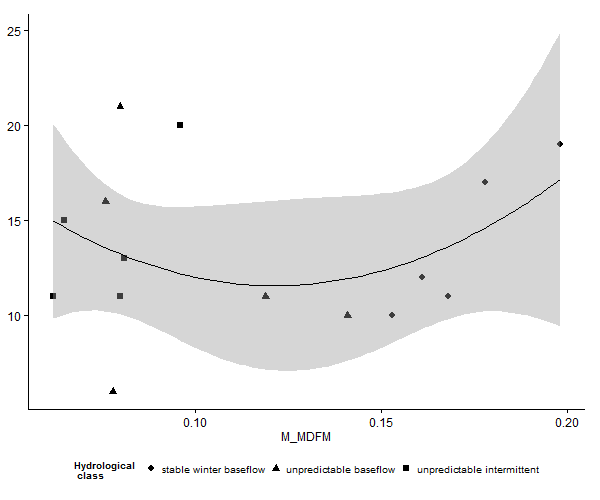 25
20
15
10
0.10 0.15 0.20
M_MDFM
Hydrological
class
stable winter baseflow unpredictable baseflow unpredictable intermittent